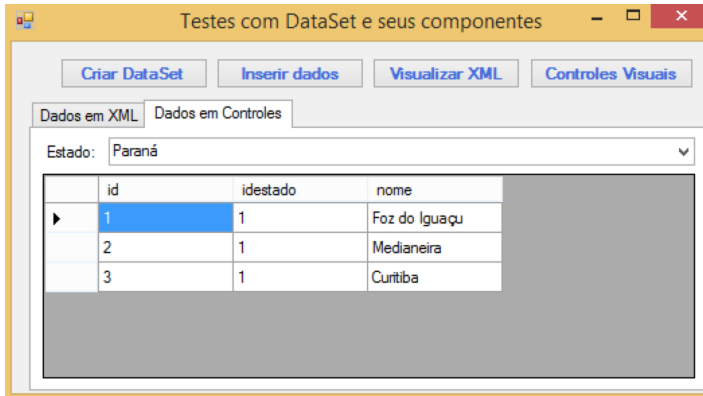 Testes com DataSet e seus componentes
Criar DataSet Inserir dados Visualizar XML Controles Visuais
Dados em XML Dados em Controles
Estado: Paraná
id idestado nome
1 1 Foz do Iguaçu
2 1 Medianeira
3 1 Curitiba